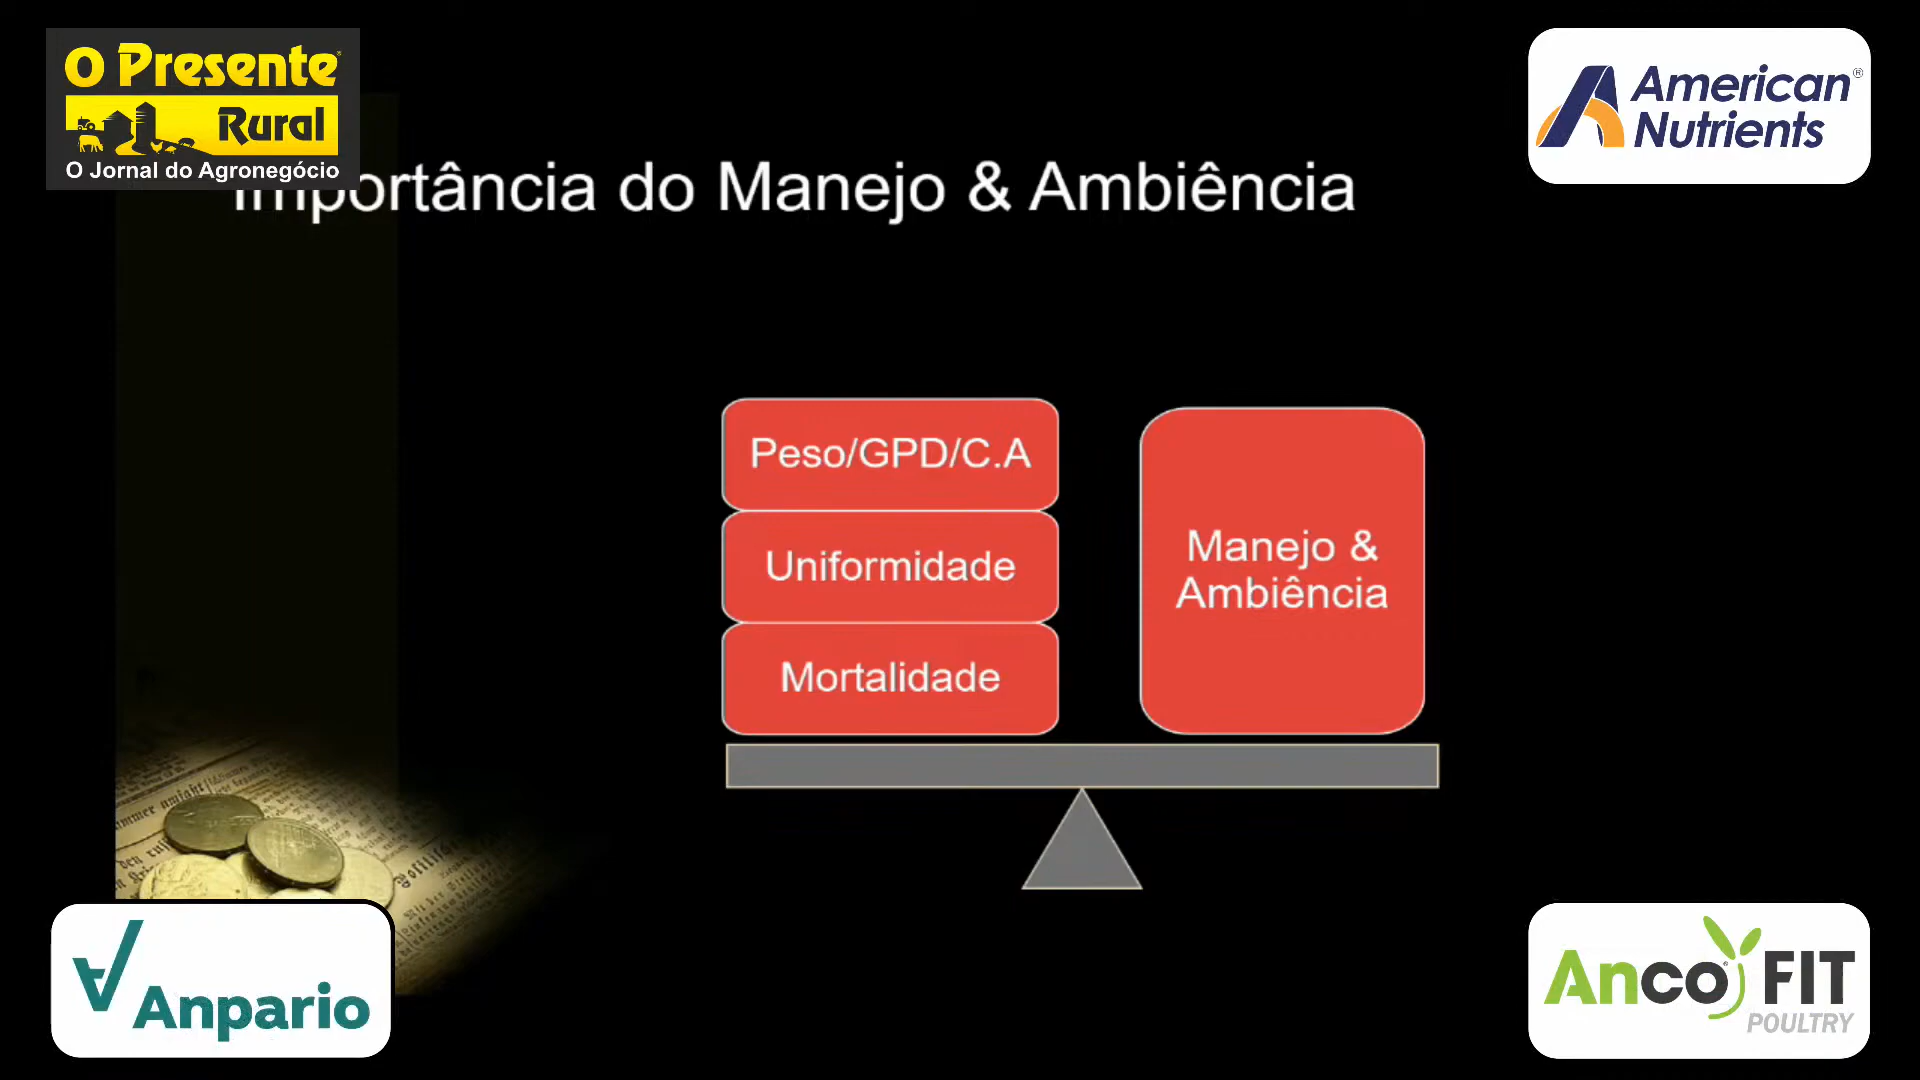 O Presente
Rural
O Jornal do Agronegócio
American®
Nutrients
Importância do Manejo & Ambiência
Peso/GPD/C.A
Uniformidade
Mortalidade
Manejo &
Ambiência
Anpario
Anco® FIT
POULTRY